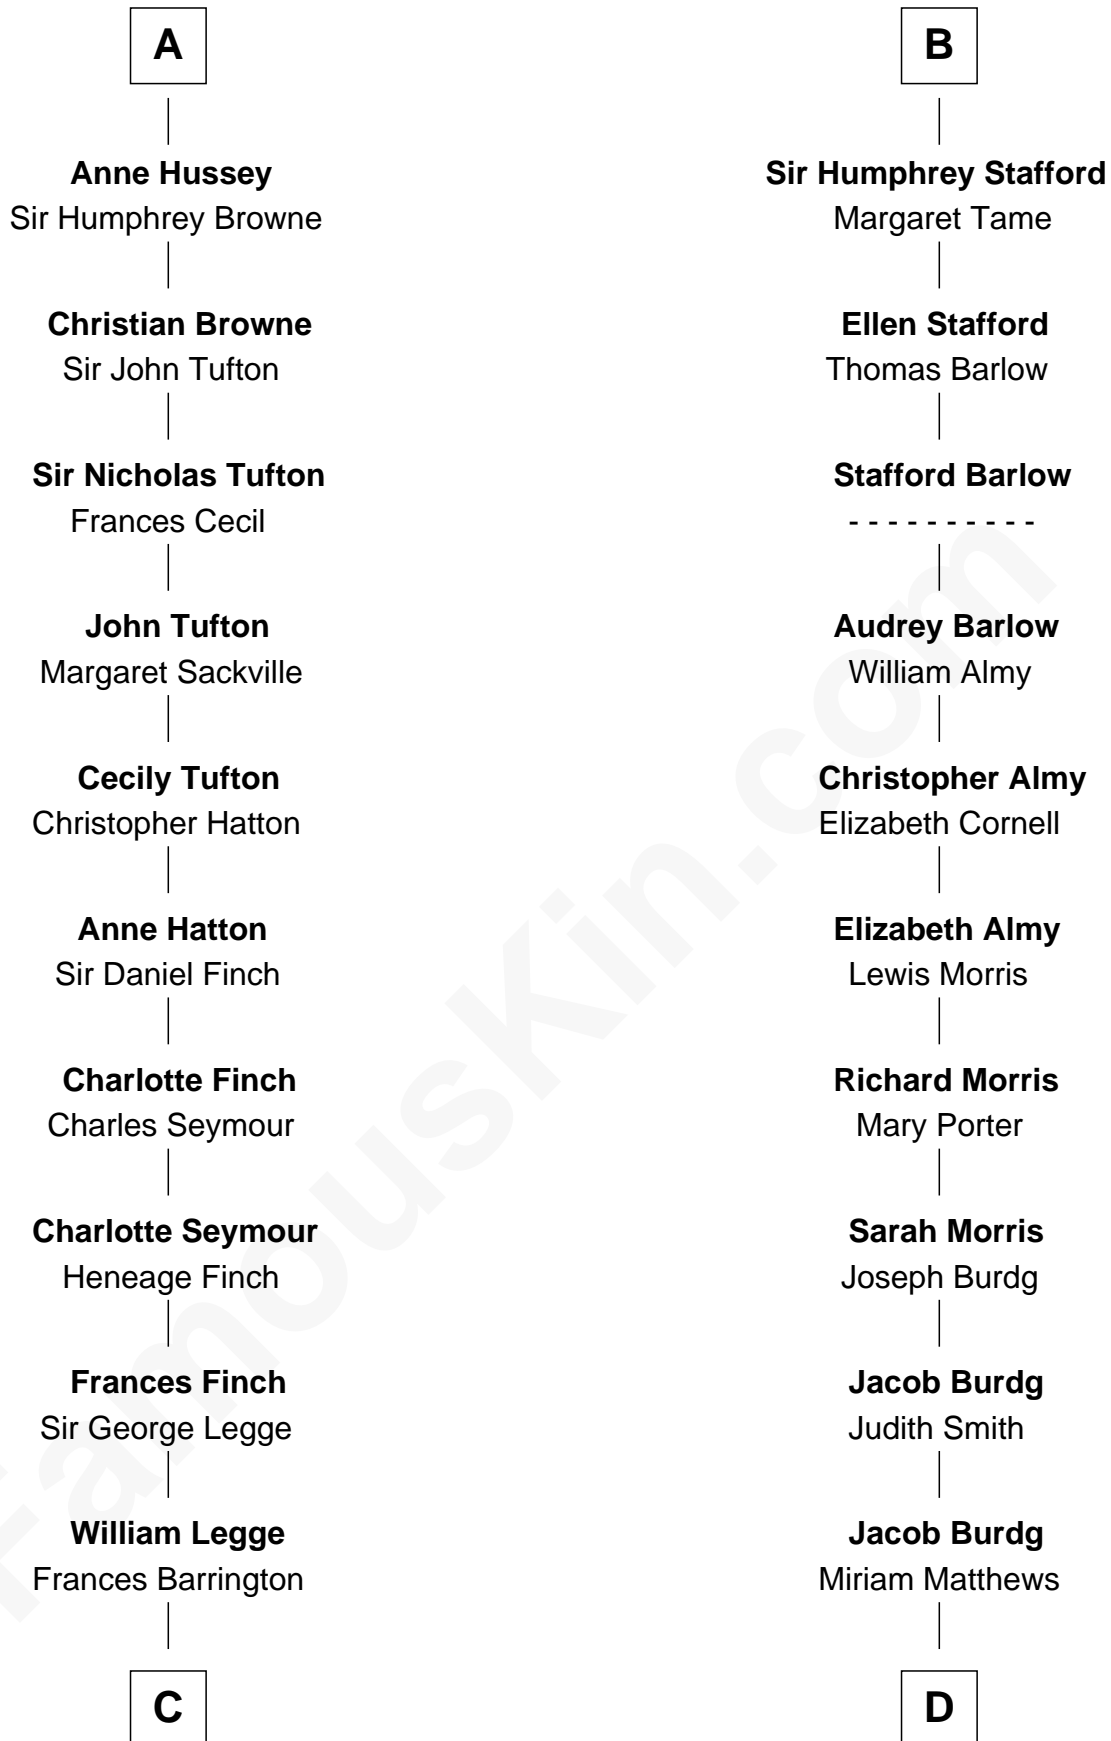 A
Anne Hussey
Sir Humphrey Browne
Christian Browne
Sir John Tufton
Sir Nicholas Tufton
Frances Cecil
John Tufton
Margaret Sackville
Cecily Tufton
Christopher Hatton
Anne Hatton
Sir Daniel Finch
Charlotte Finch
Charles Seymour
Charlotte Seymour
Heneage Finch
Frances Finch
Sir George Legge
William Legge
Frances Barrington
C
B
Sir Humphrey Stafford
Margaret Tame
Ellen Stafford
Thomas Barlow
Stafford Barlow
- - - - - - - - - -
Audrey Barlow
William Almy
Christopher Almy
Elizabeth Cornell
Elizabeth Almy
Lewis Morris
Richard Morris
Mary Porter
Sarah Morris
Joseph Burdg
Jacob Burdg
Judith Smith
Jacob Burdg
Miriam Matthews
D
FamousKin.com